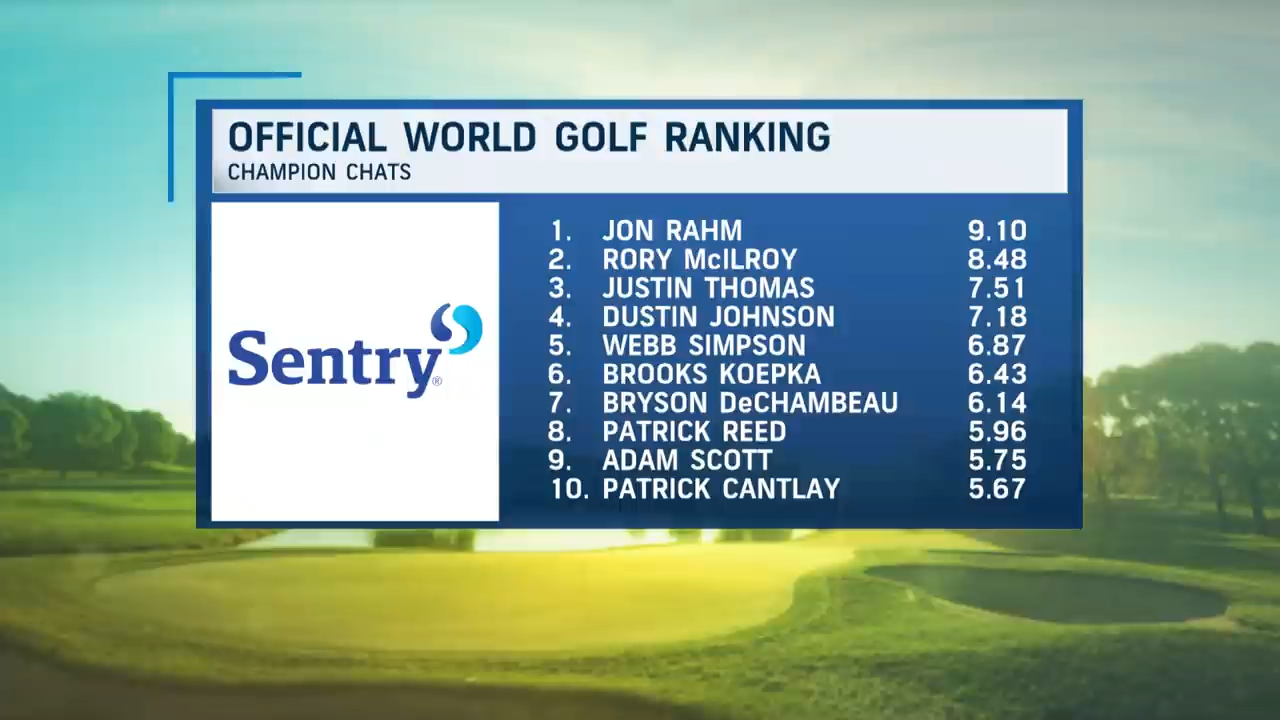 OFFICIAL WORLD GOLF RANKING
CHAMPION CHATS
Sentry®
1. JON RAHM 9.10
2. RORY McILROY 8.48
3. JUSTIN THOMAS 7.51
4. DUSTIN JOHNSON 7.18
5. WEBB SIMPSON 6.87
6. BROOKS KOEPKA 6.43
7. BRYSON DeCHAMBEAU 6.14
8. PATRICK REED 5.96
9. ADAM SCOTT 5.75
10. PATRICK CANTLAY 5.67